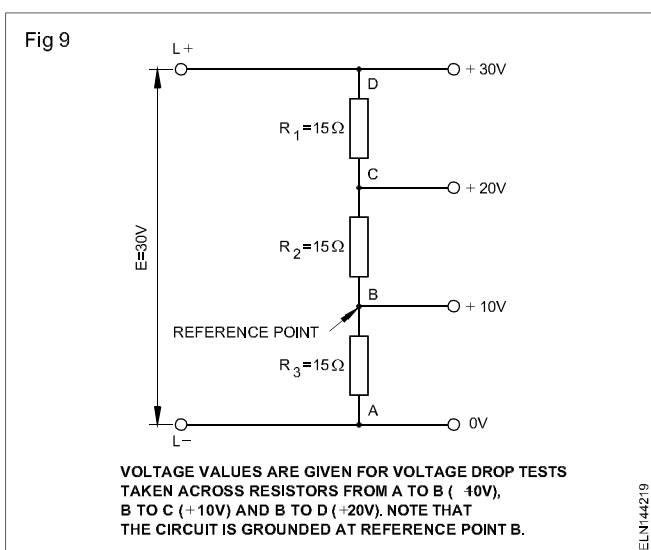 Fig 9
L+
+ 30V
D
R1=15Ω
C
+ 20V
E=30V
R2=15Ω
B
+ 10V
REFERENCE POINT
R3=15Ω
A
0V
L−
VOLTAGE VALUES ARE GIVEN FOR VOLTAGE DROP TESTS
TAKEN ACROSS RESISTORS FROM A TO B ( -10V),
B TO C (+10V) AND B TO D (+20V). NOTE THAT
THE CIRCUIT IS GROUNDED AT REFERENCE POINT B.
ELN144219